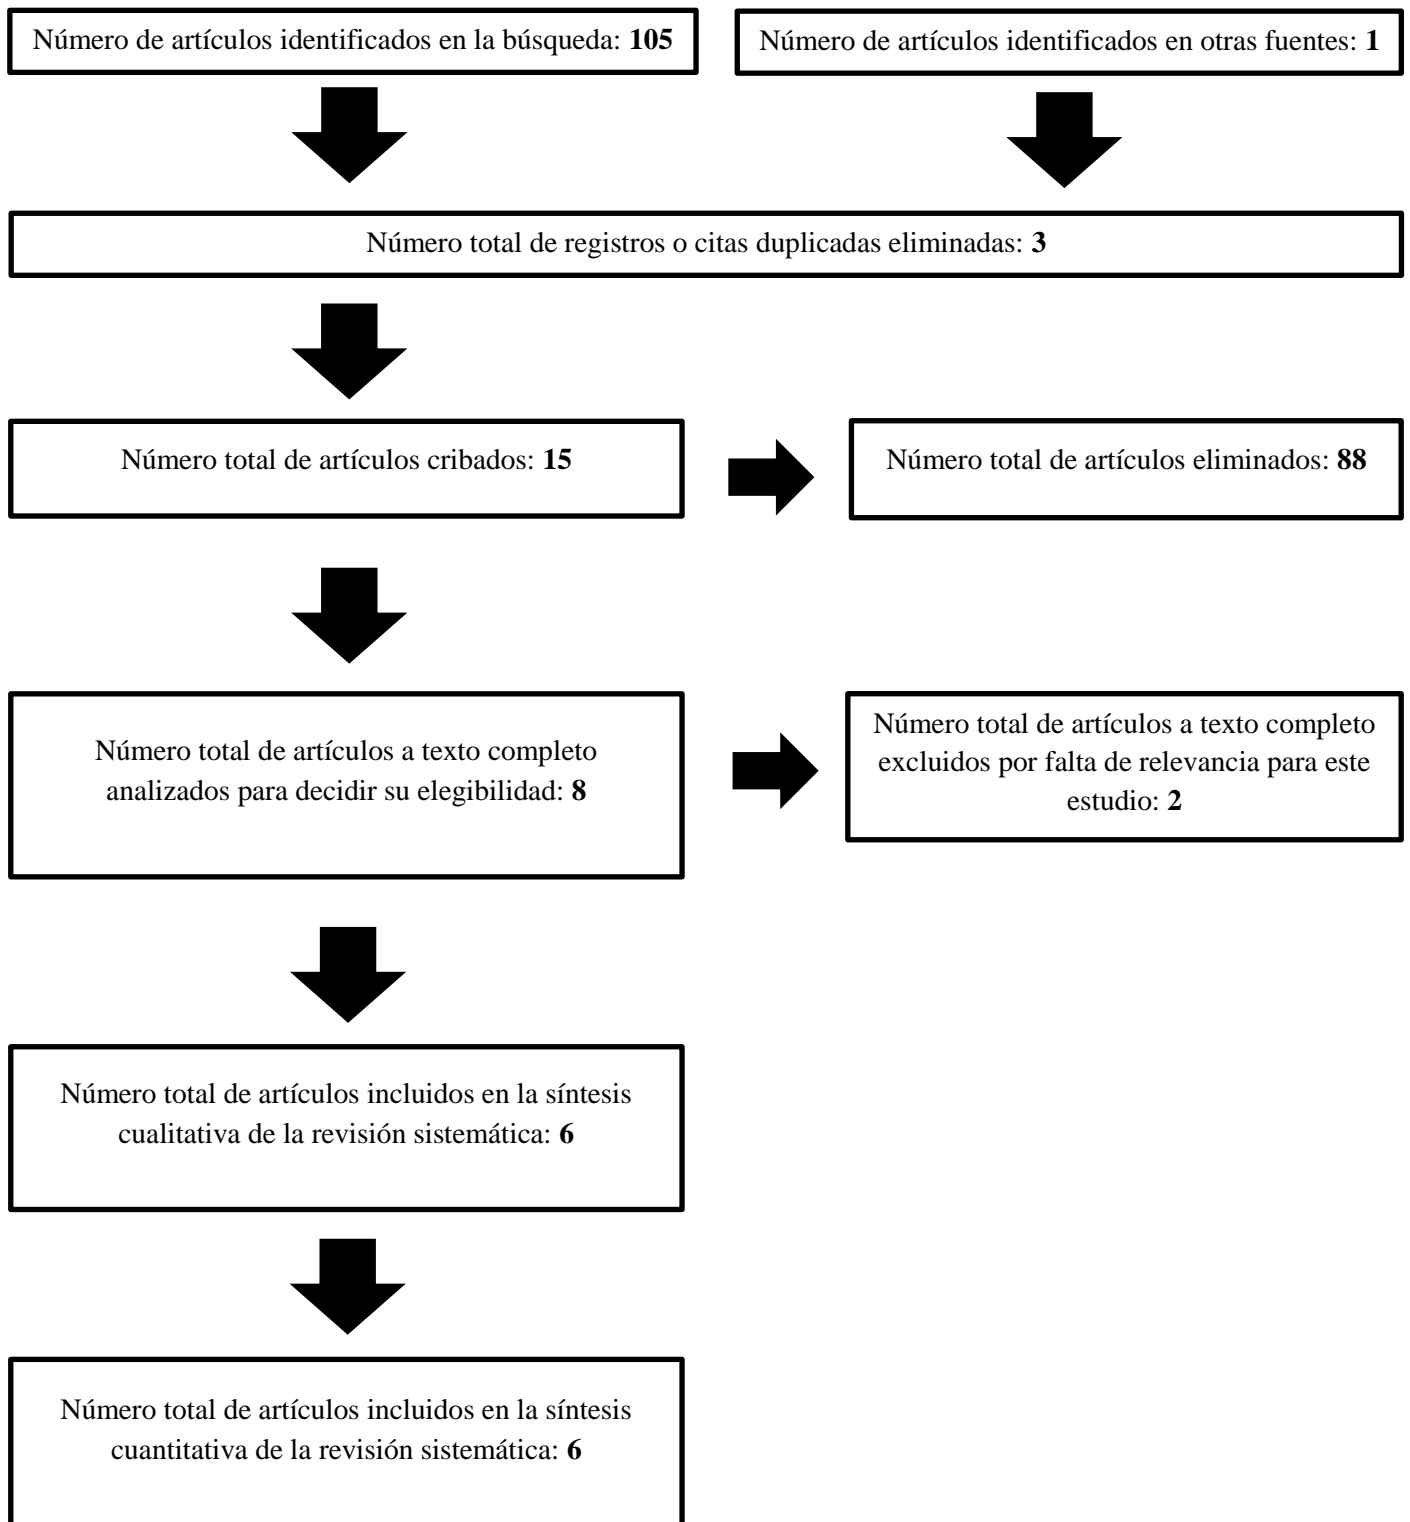 Número de artículos identificados en la búsqueda: 105
Número de artículos identificados en otras fuentes: 1
Número total de registros o citas duplicadas eliminadas: 3
Número total de artículos cribados: 15
Número total de artículos eliminados: 88
Número total de artículos a texto completo
analizados para decidir su elegibilidad: 8
Número total de artículos a texto completo
excluidos por falta de relevancia para este
estudio: 2
Número total de artículos incluidos en la síntesis
cualitativa de la revisión sistemática: 6
Número total de artículos incluidos en la síntesis
cuantitativa de la revisión sistemática: 6